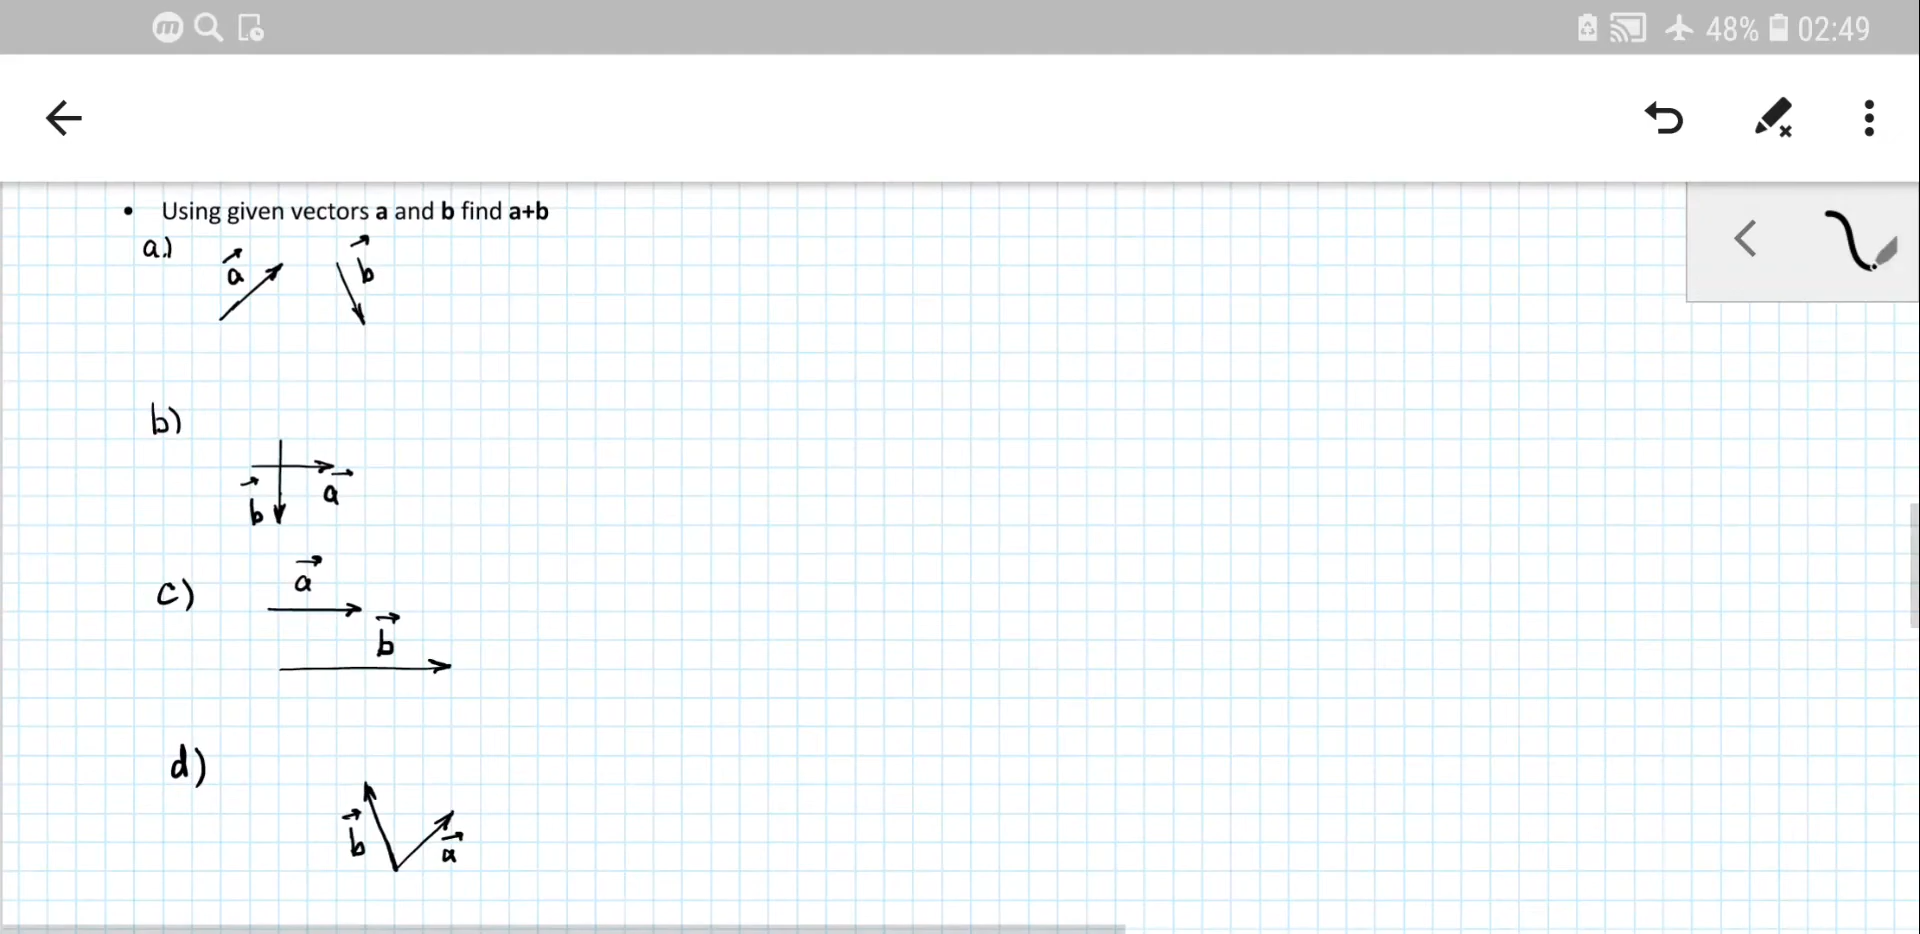 48% 02:49
• Using given vectors a and b find a+b
a.) a b
b)
b a
c) a
b
d)
b a